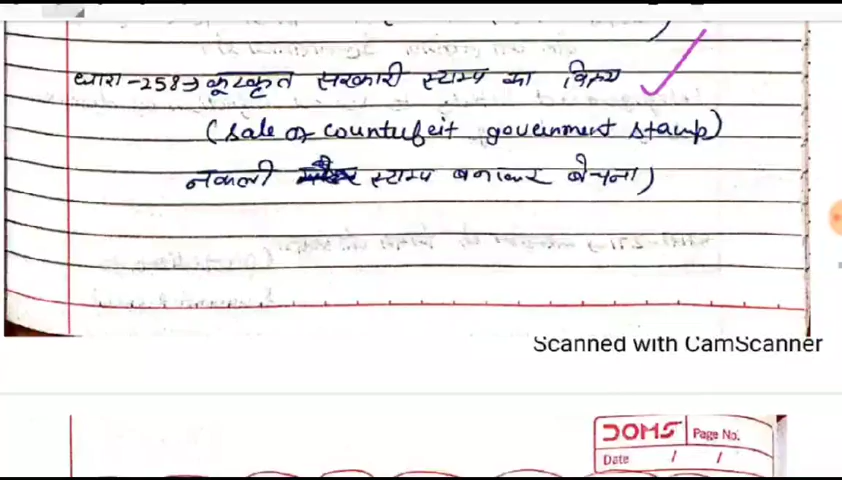 धारा-258→ कूटकृत सरकारी स्टाम्प का विक्रय
(Sale of counterfeit government stamp)
नकली स्टाम्प बनाकर बेचना)
Scanned with CamScanner
DOMS
Page No.
Date / /